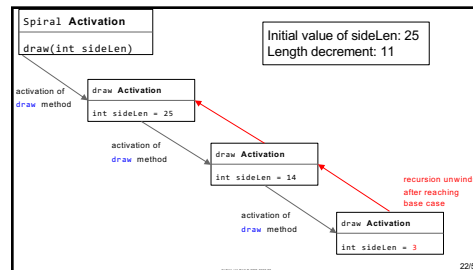 Spiral Activation
draw(int sideLen)
Initial value of sideLen: 25
Length decrement: 11
activation of
draw method
draw Activation
int sideLen = 25
activation of
draw method
draw Activation
int sideLen = 14
recursion unwinds
after reaching
base case
activation of
draw method
draw Activation
int sideLen = 3